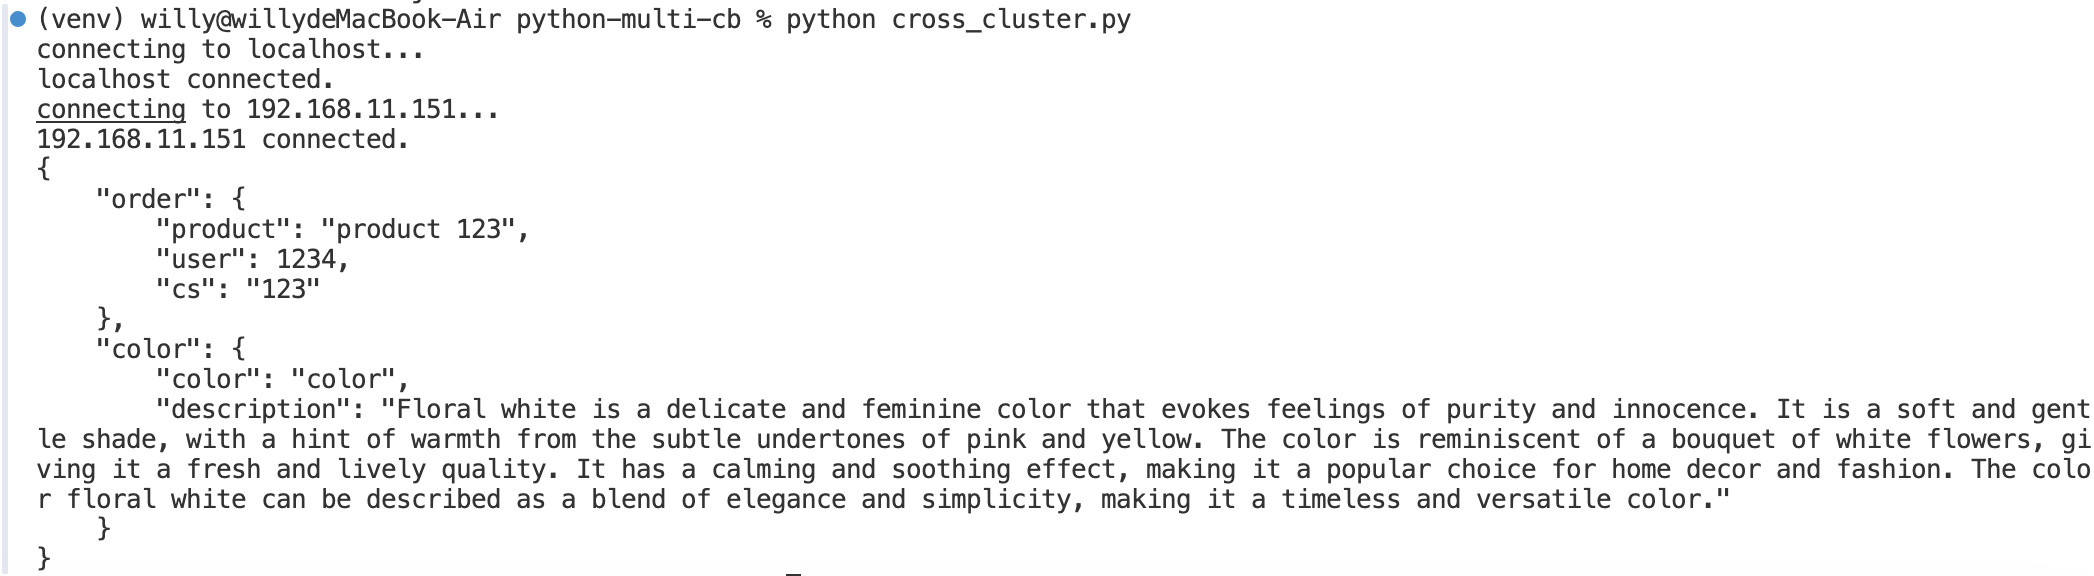 (venv) willy@willydeMacBook-Air python-multi-cb % python cross_cluster.py
connecting to localhost...
localhost connected.
connecting to 192.168.11.151...
192.168.11.151 connected.
{
    "order": {
        "product": "product 123",
        "user": 1234,
        "cs": "123"
    },
    "color": {
        "color": "color",
        "description": "Floral white is a delicate and feminine color that evokes feelings of purity and innocence. It is a soft and gent
le shade, with a hint of warmth from the subtle undertones of pink and yellow. The color is reminiscent of a bouquet of white flowers, gi
ving it a fresh and lively quality. It has a calming and soothing effect, making it a popular choice for home decor and fashion. The colo
r floral white can be described as a blend of elegance and simplicity, making it a timeless and versatile color."
    }
}